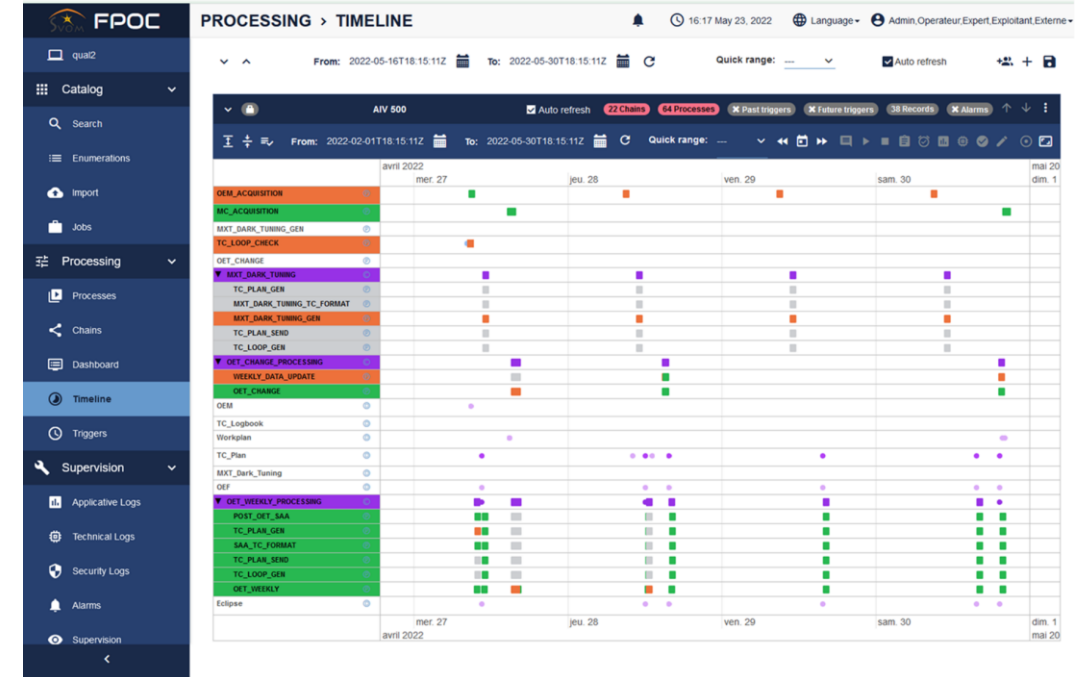 SVOM FPOC
PROCESSING › TIMELINE
16:17 May 23, 2022
Language
Admin,Operateur,Expert,Exploitant,Externe
qual2
Catalog
Search
Enumerations
Import
Jobs
Processing
Processes
Chains
Dashboard
Timeline
Triggers
Supervision
Applicative Logs
Technical Logs
Security Logs
Alarms
Supervision
From: 2022-05-16T18:15:11Z To: 2022-05-30T18:15:11Z Quick range: --- Auto refresh
AIV 500 Auto refresh 22 Chains 64 Processes Past triggers Future triggers 38 Records Alarms
From: 2022-02-01T18:15:11Z To: 2022-05-30T18:15:11Z Quick range: ---
avril 2022 mai 20
mer. 27 jeu. 28 ven. 29 sam. 30 dim. 1
OEM_ACQUISITION
MC_ACQUISITION
MXT_DARK_TUNING_GEN
TC_LOOP_CHECK
OET_CHANGE
MXT_DARK_TUNING
TC_PLAN_GEN
MXT_DARK_TUNING_TC_FORMAT
MXT_DARK_TUNING_GEN
TC_PLAN_SEND
TC_LOOP_GEN
OET_CHANGE_PROCESSING
WEEKLY_DATA_UPDATE
OET_CHANGE
OEM
TC_Logbook
Workplan
TC_Plan
MXT_Dark_Tuning
OEF
OET_WEEKLY_PROCESSING
POST_OET_SAA
TC_PLAN_GEN
SAA_TC_FORMAT
TC_PLAN_SEND
TC_LOOP_GEN
OET_WEEKLY
Eclipse
mer. 27 jeu. 28 ven. 29 sam. 30 dim. 1
avril 2022 mai 20